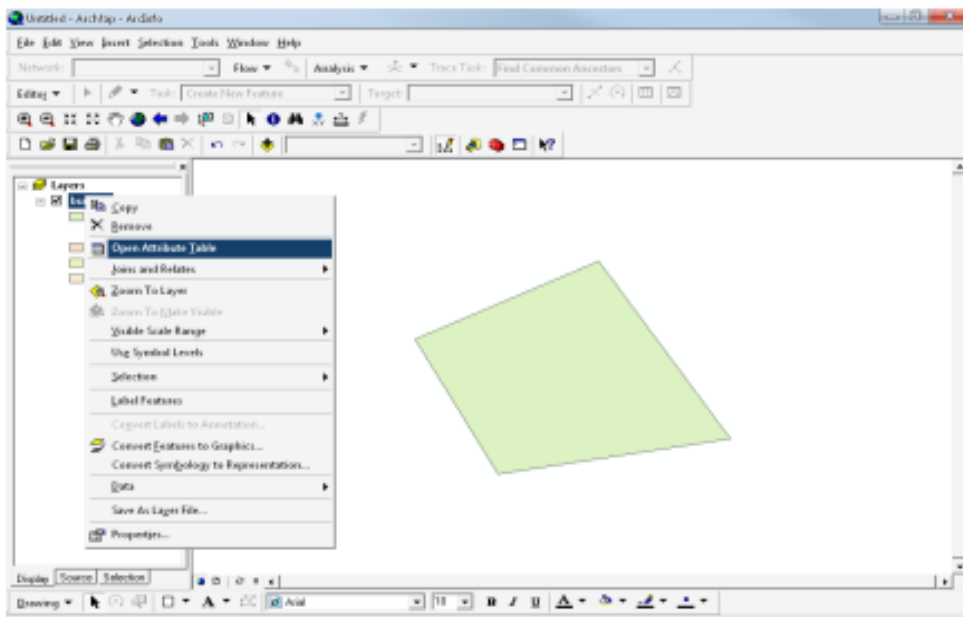 Untitled - ArcMap - ArcInfo
File Edit View Insert Selection Tools Window Help
Network: Flow Analysis Trace Task: Find Common Ancestors
Editor Task: Create New Feature Target:
Layers
Copy
Remove
Open Attribute Table
Joins and Relates
Zoom To Layer
Zoom To Make Visible
Visible Scale Range
Use Symbol Levels
Selection
Label Features
Convert Labels to Annotation...
Convert Features to Graphics...
Convert Symbology to Representation...
Data
Save As Layer File...
Properties...
Display Source Selection
Drawing A Arial 10 B I U A